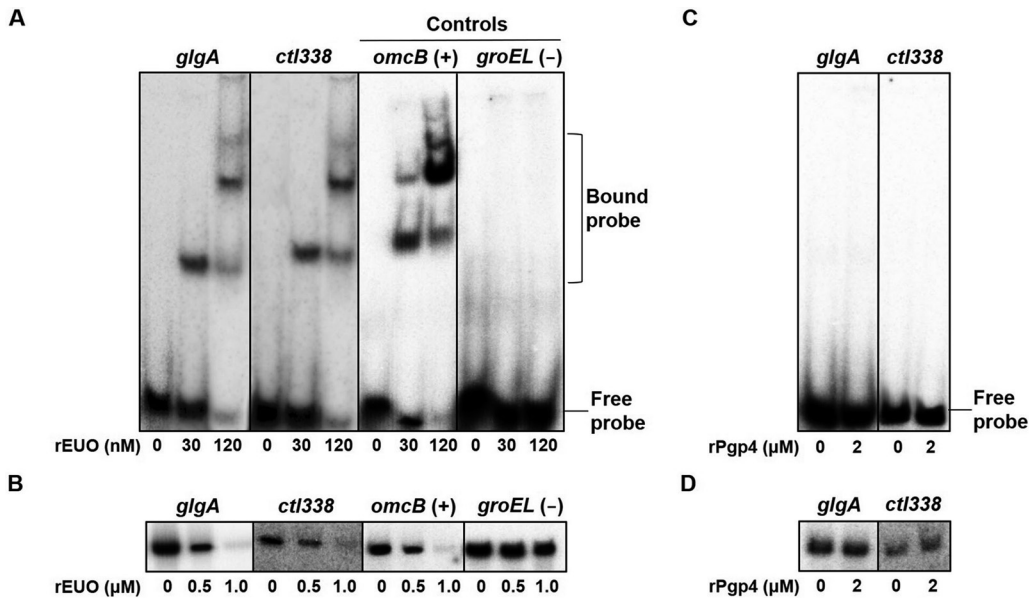 A
Controls
glgA ctl338 omcB (+) groEL (–)
Bound
probe
Free
probe
rEUO (nM) 0 30 120 0 30 120 0 30 120 0 30 120
B
glgA ctl338 omcB (+) groEL (–)
rEUO (µM) 0 0.5 1.0 0 0.5 1.0 0 0.5 1.0 0 0.5 1.0
C
glgA ctl338
Free
probe
rPgp4 (µM) 0 2 0 2
D
glgA ctl338
rPgp4 (µM) 0 2 0 2